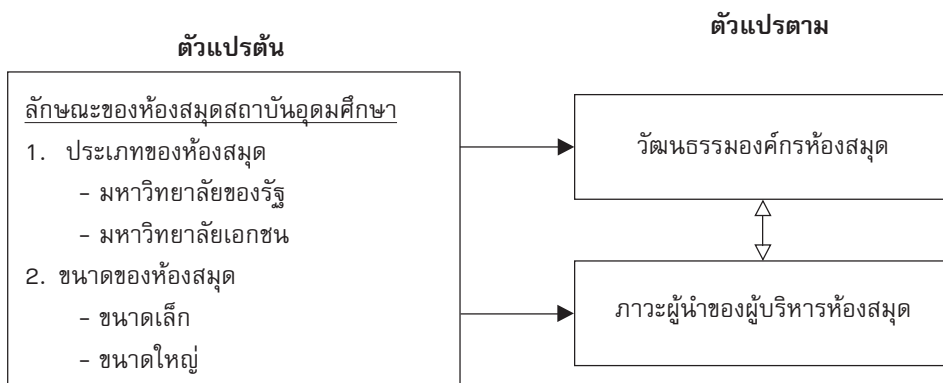 ตัวแปรต้น
ตัวแปรตาม
ลักษณะของห้องสมุดสถาบันอุดมศึกษา
1. ประเภทของห้องสมุด
- มหาวิทยาลัยของรัฐ
- มหาวิทยาลัยเอกชน
2. ขนาดของห้องสมุด
- ขนาดเล็ก
- ขนาดใหญ่
วัฒนธรรมองค์กรห้องสมุด
ภาวะผู้นำของผู้บริหารห้องสมุด